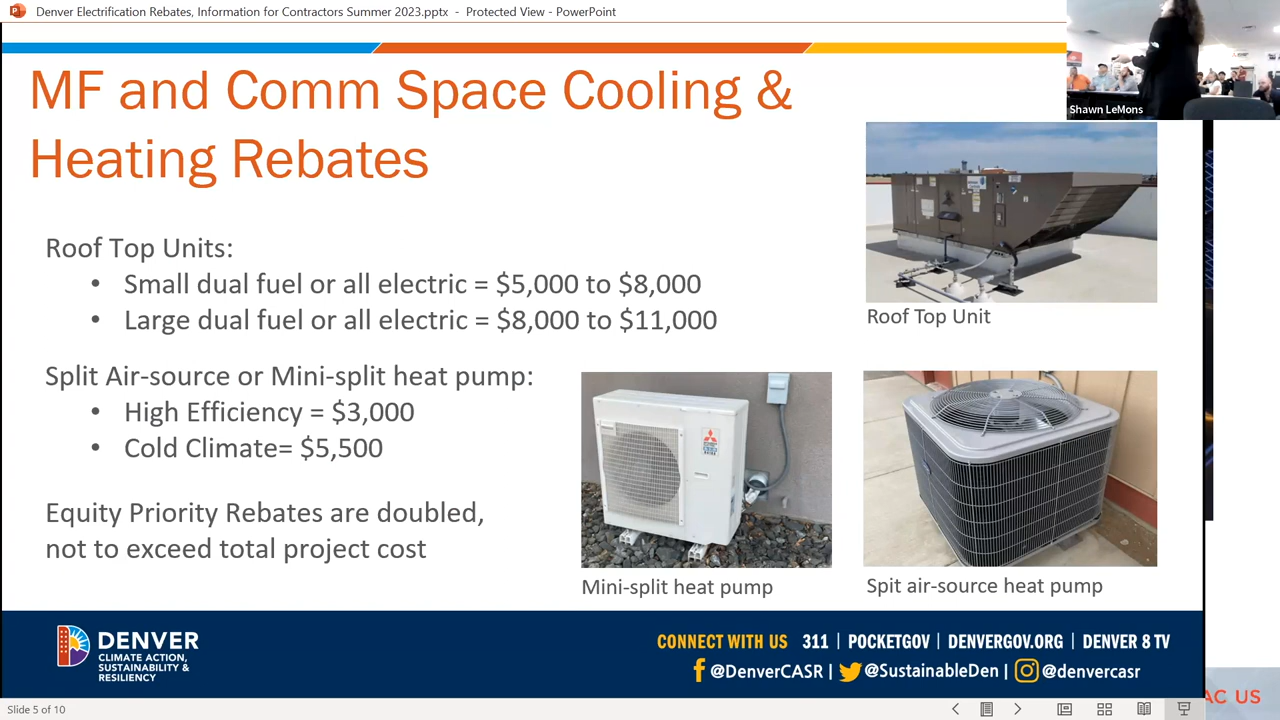 Denver Electrification Rebates, Information for Contractors Summer 2023.pptx - Protected View - PowerPoint
Shawn LeMons
MF and Comm Space Cooling &
Heating Rebates
Roof Top Units:
• Small dual fuel or all electric = $5,000 to $8,000
• Large dual fuel or all electric = $8,000 to $11,000
Roof Top Unit
Split Air-source or Mini-split heat pump:
• High Efficiency = $3,000
• Cold Climate= $5,500
Equity Priority Rebates are doubled,
not to exceed total project cost
Mini-split heat pump
Spit air-source heat pump
DENVER
CLIMATE ACTION,
SUSTAINABILITY &
RESILIENCY
CONNECT WITH US 311 | POCKETGOV | DENVERGOV.ORG | DENVER 8 TV
@DenverCASR | @SustainableDen | @denvercasr
AC US
Slide 5 of 10